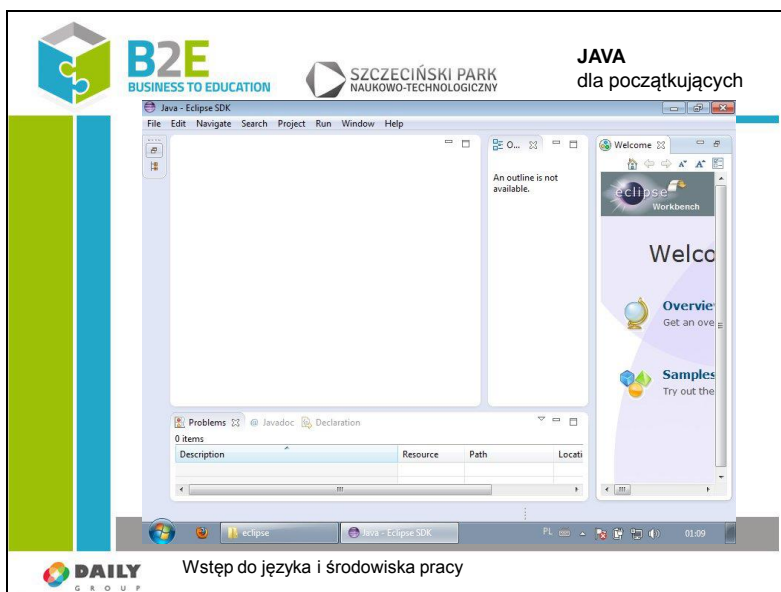 B2E
BUSINESS TO EDUCATION
SZCZECIŃSKI PARK
NAUKOWO-TECHNOLOGICZNY
JAVA
dla początkujących
Java - Eclipse SDK
File Edit Navigate Search Project Run Window Help
O...
Welcome
An outline is not
available.
eclipse
Workbench
Welco
Overvie
Get an ove
Samples
Try out the
Problems @ Javadoc Declaration
0 items
Description Resource Path Locati
eclipse Java - Eclipse SDK PL 01:09
DAILY
GROUP
Wstęp do języka i środowiska pracy